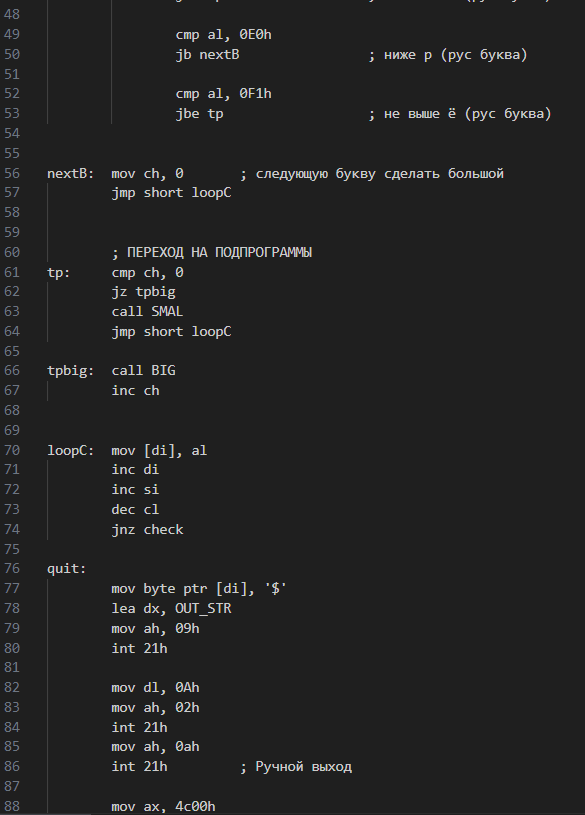 48
49 cmp al, 0E0h
50 jb nextB ; ниже р (рус буква)
51
52 cmp al, 0F1h
53 jbe tp ; не выше ё (рус буква)
54
55
56 nextB: mov ch, 0 ; следующую букву сделать большой
57 jmp short loopC
58
59
60 ; ПЕРЕХОД НА ПОДПРОГРАММЫ
61 tp: cmp ch, 0
62 jz tpbig
63 call SMAL
64 jmp short loopC
65
66 tpbig: call BIG
67 inc ch
68
69
70 loopC: mov [di], al
71 inc di
72 inc si
73 dec cl
74 jnz check
75
76 quit:
77 mov byte ptr [di], '$'
78 lea dx, OUT_STR
79 mov ah, 09h
80 int 21h
81
82 mov dl, 0Ah
83 mov ah, 02h
84 int 21h
85 mov ah, 0ah
86 int 21h ; Ручной выход
87
88 mov ax, 4c00h